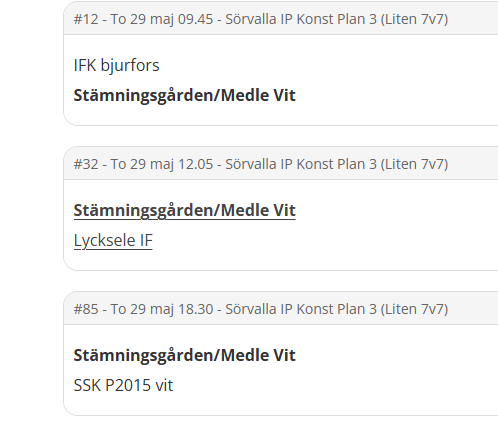 #12 - To 29 maj 09.45 - Sörvalla IP Konst Plan 3 (Liten 7v7)
IFK bjurfors
Stämningsgården/Medle Vit
#32 - To 29 maj 12.05 - Sörvalla IP Konst Plan 3 (Liten 7v7)
Stämningsgården/Medle Vit
Lycksele IF
#85 - To 29 maj 18.30 - Sörvalla IP Konst Plan 3 (Liten 7v7)
Stämningsgården/Medle Vit
SSK P2015 vit